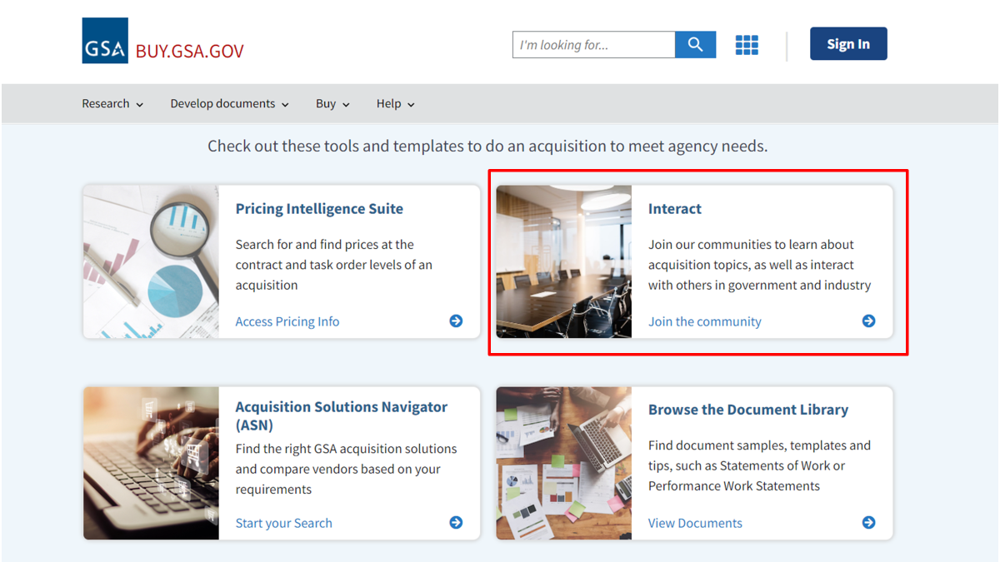 GSA BUY.GSA.GOV
I'm looking for...
Sign In
Research
Develop documents
Buy
Help
Check out these tools and templates to do an acquisition to meet agency needs.
Pricing Intelligence Suite
Search for and find prices at the
contract and task order levels of an
acquisition
Access Pricing Info
Interact
Join our communities to learn about
acquisition topics, as well as interact
with others in government and industry
Join the community
Acquisition Solutions Navigator
(ASN)
Find the right GSA acquisition solutions
and compare vendors based on your
requirements
Start your Search
Browse the Document Library
Find document samples, templates and
tips, such as Statements of Work or
Performance Work Statements
View Documents